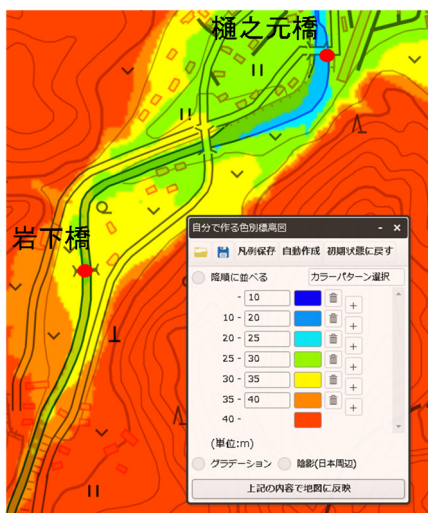 樋之元橋
岩下橋
自分で作る色別標高図 - ×
凡例保存 自動作成 初期状態に戻す
降順に並べる カラーパターン選択
- 10
10 - 20
20 - 25
25 - 30
30 - 35
35 - 40
40 -
(単位:m)
グラデーション 陰影(日本周辺)
上記の内容で地図に反映